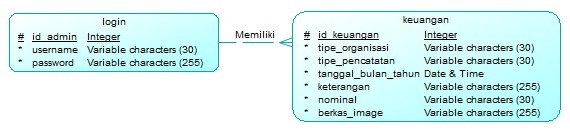 login
# id_admin Integer
* username Variable characters (30)
* password Variable characters (255)
Memiliki
keuangan
# id_keuangan Integer
* tipe_organisasi Variable characters (30)
* tipe_pencatatan Variable characters (30)
* tanggal_bulan_tahun Date & Time
* keterangan Variable characters (255)
* nominal Variable characters (30)
* berkas_image Variable characters (255)